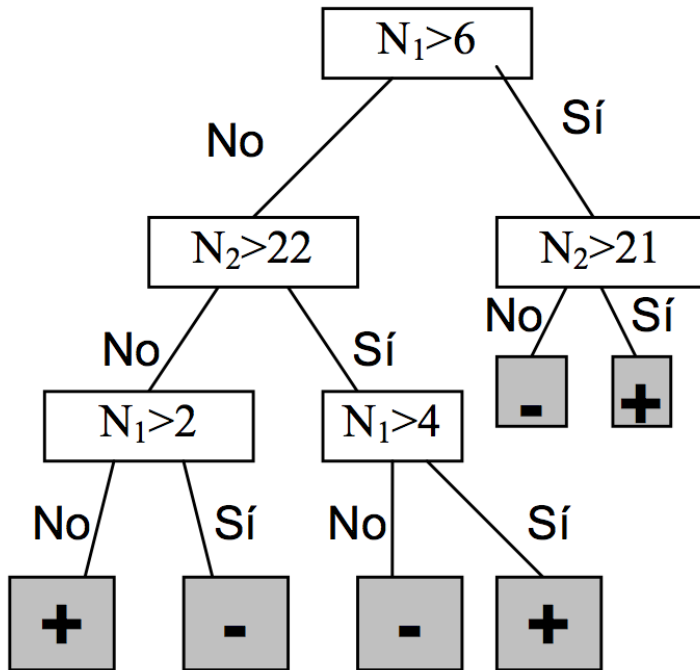 N₁>6
No
Sí
N₂>22
N₂>21
No
Sí
No
Sí
-
+
N₁>2
N₁>4
No
Sí
No
Sí
+
-
-
+